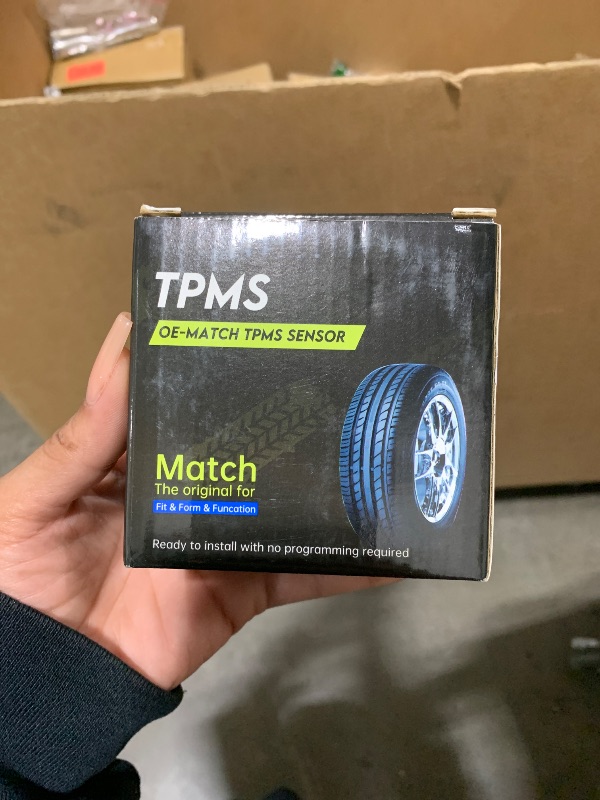 TPMS
OE-MATCH TPMS SENSOR
Match
The original for
Fit & Form & Funcation
Ready to install with no programming required